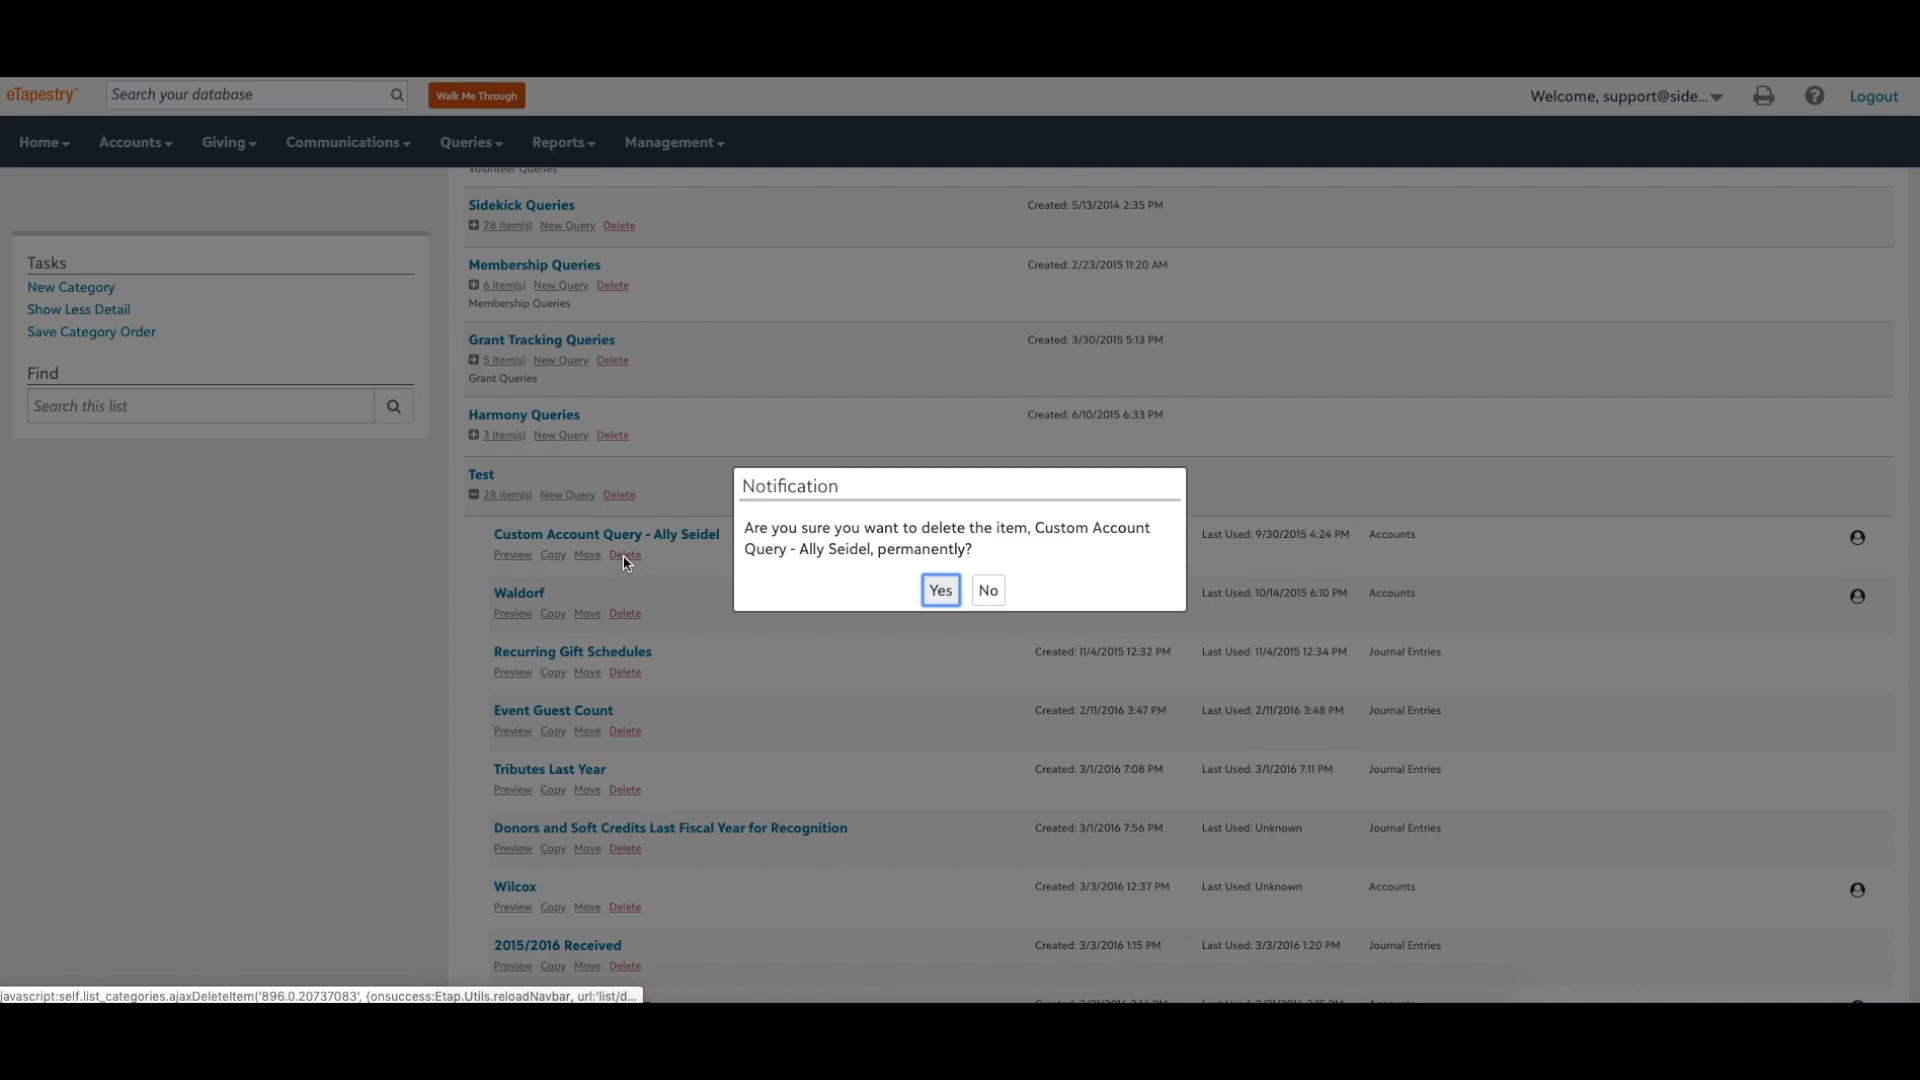 eTapestry
Search your database
Walk Me Through
Welcome, support@side...
Logout
Home
Accounts
Giving
Communications
Queries
Reports
Management
Volunteer Queries
Tasks
New Category
Show Less Detail
Save Category Order
Find
Search this list
Sidekick Queries Created: 5/13/2014 2:35 PM
28 Item(s) New Query Delete
Membership Queries Created: 2/23/2015 11:20 AM
6 Item(s) New Query Delete
Membership Queries
Grant Tracking Queries Created: 3/30/2015 5:13 PM
5 Item(s) New Query Delete
Grant Queries
Harmony Queries Created: 6/10/2015 6:33 PM
3 Item(s) New Query Delete
Test
28 Item(s) New Query Delete
Notification
Are you sure you want to delete the item, Custom Account
Query - Ally Seidel, permanently?
Yes No
Custom Account Query - Ally Seidel Last Used: 9/30/2015 4:24 PM Accounts
Preview Copy Move Delete
Waldorf Last Used: 10/14/2015 6:10 PM Accounts
Preview Copy Move Delete
Recurring Gift Schedules Created: 11/4/2015 12:32 PM Last Used: 11/4/2015 12:34 PM Journal Entries
Preview Copy Move Delete
Event Guest Count Created: 2/11/2016 3:47 PM Last Used: 2/11/2016 3:48 PM Journal Entries
Preview Copy Move Delete
Tributes Last Year Created: 3/1/2016 7:08 PM Last Used: 3/1/2016 7:11 PM Journal Entries
Preview Copy Move Delete
Donors and Soft Credits Last Fiscal Year for Recognition Created: 3/1/2016 7:56 PM Last Used: Unknown Journal Entries
Preview Copy Move Delete
Wilcox Created: 3/3/2016 12:37 PM Last Used: Unknown Accounts
Preview Copy Move Delete
2015/2016 Received Created: 3/3/2016 1:15 PM Last Used: 3/3/2016 1:20 PM Journal Entries
Preview Copy Move Delete
javascript:self.list_categories.ajaxDeleteItem('896.0.20737083', {onsuccess:Etap.Utils.reloadNavbar, url:'list/d...